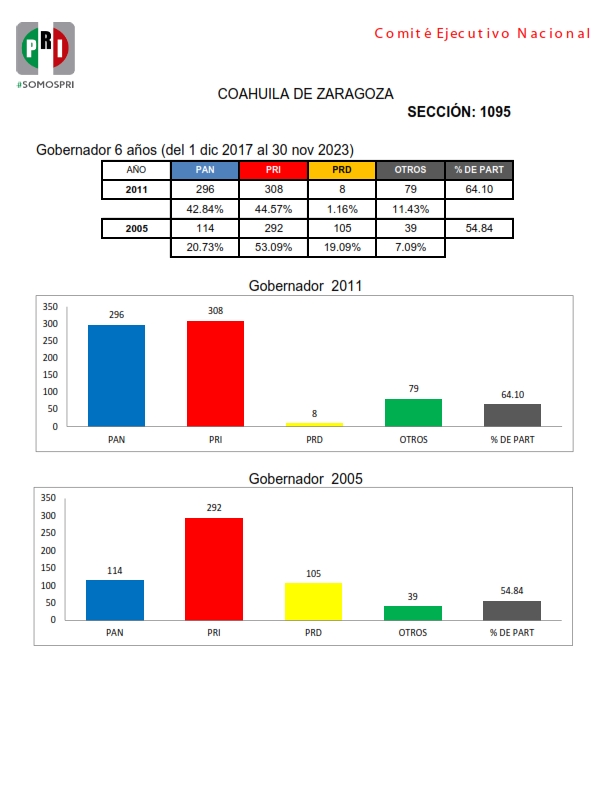 Comité Ejecutivo Nacional
PRI
#SOMOSPRI
COAHUILA DE ZARAGOZA
SECCIÓN: 1095
Gobernador 6 años (del 1 dic 2017 al 30 nov 2023)
AÑO PAN PRI PRD OTROS % DE PART
2011 296 308 8 79 64.10
42.84% 44.57% 1.16% 11.43%
2005 114 292 105 39 54.84
20.73% 53.09% 19.09% 7.09%
Gobernador 2011
350
300
250
200
150
100
50
0
296
308
8
79
64.10
PAN PRI PRD OTROS % DE PART
Gobernador 2005
350
300
250
200
150
100
50
0
114
292
105
39
54.84
PAN PRI PRD OTROS % DE PART